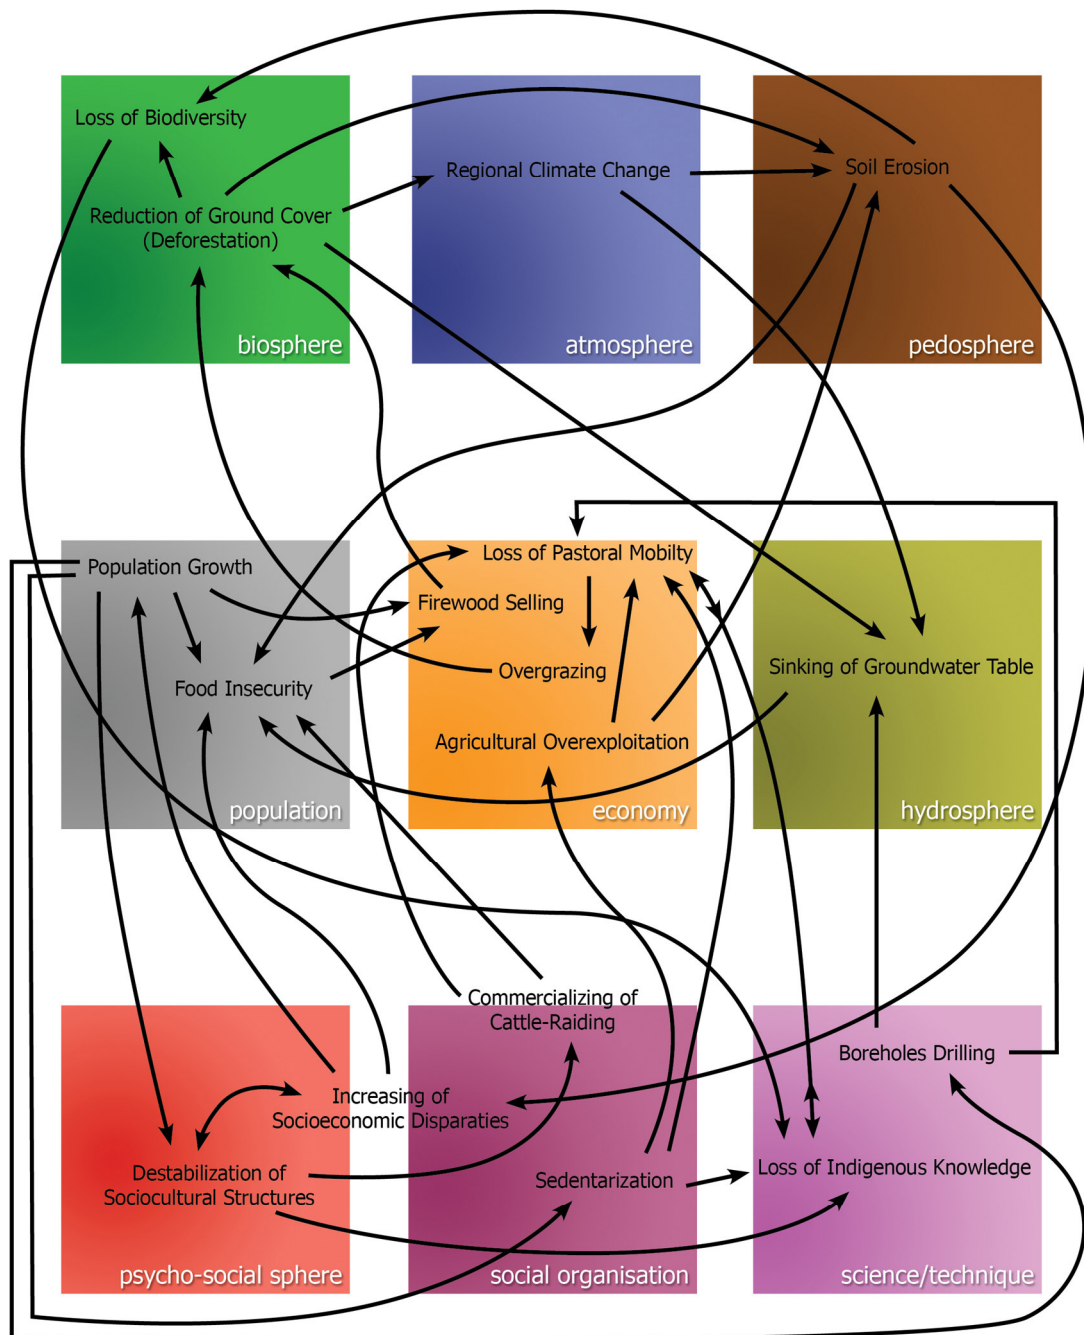 Loss of Biodiversity
Reduction of Ground Cover
(Deforestation)
biosphere
Regional Climate Change
atmosphere
Soil Erosion
pedosphere
Population Growth
Food Insecurity
population
Loss of Pastoral Mobilty
Firewood Selling
Overgrazing
Agricultural Overexploitation
economy
Sinking of Groundwater Table
hydrosphere
Increasing of
Socioeconomic Disparaties
Destabilization of
Sociocultural Structures
psycho-social sphere
Commercializing of
Cattle-Raiding
Sedentarization
social organisation
Boreholes Drilling
Loss of Indigenous Knowledge
science/technique